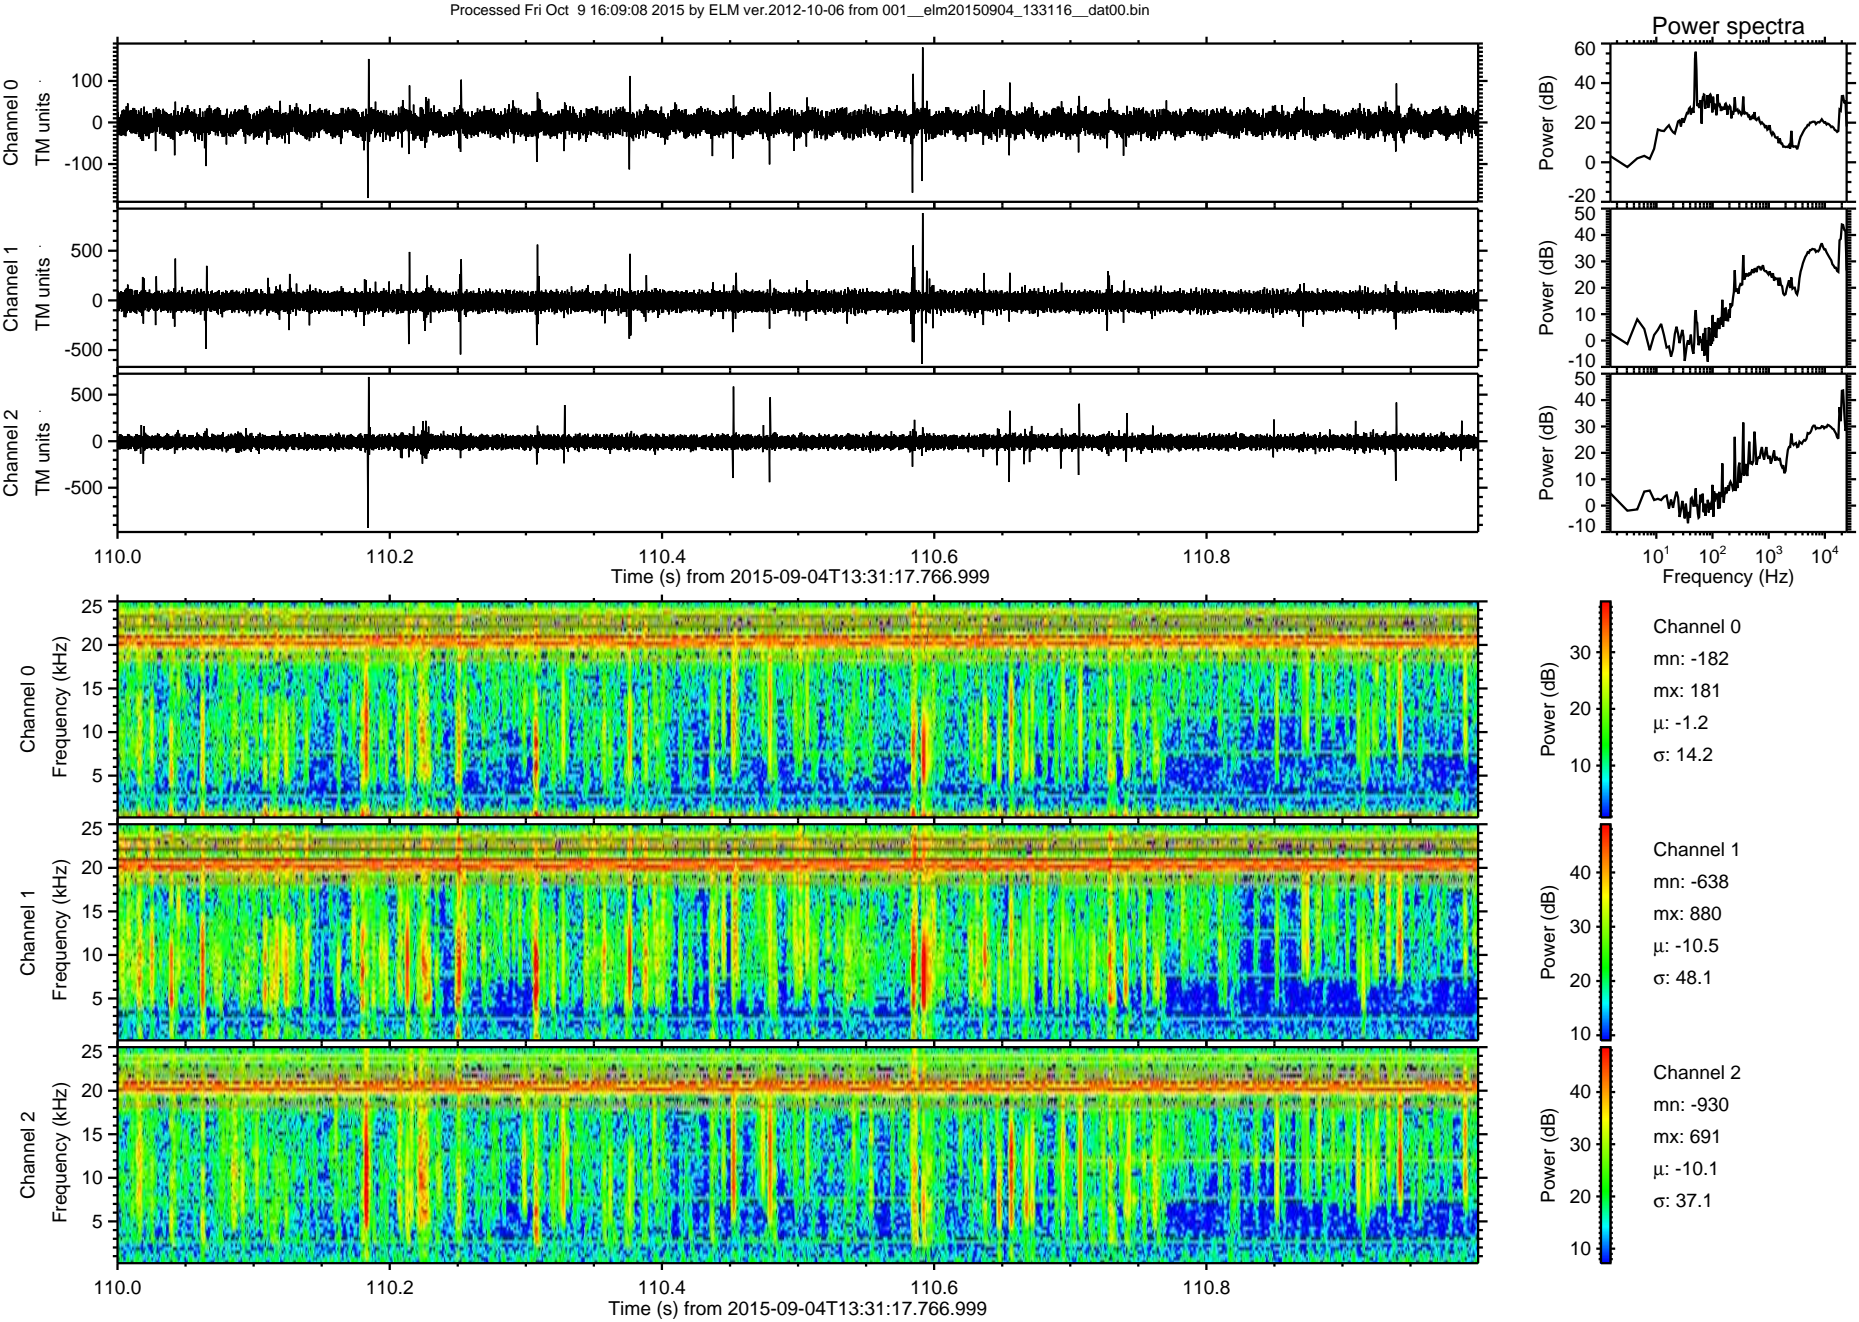 Processed Fri Oct  9 16:09:08 2015 by ELM ver.2012-10-06 from 001__elm20150904_133116__dat00.bin
Power spectra
Channel 0
TM units
100
0
-100
Power (dB)
60
40
20
0
-20
Channel 1
TM units
500
0
-500
Power (dB)
50
40
30
20
10
0
-10
Channel 2
TM units
500
0
-500
Power (dB)
50
40
30
20
10
0
-10
110.0 110.2 110.4 110.6 110.8
Time (s) from 2015-09-04T13:31:17.766.999
10^1 10^2 10^3 10^4
Frequency (Hz)
Channel 0
Frequency (kHz)
25
20
15
10
5
Power (dB)
30
20
10
Channel 0
mn: -182
mx: 181
μ: -1.2
σ: 14.2
Channel 1
Frequency (kHz)
25
20
15
10
5
Power (dB)
40
30
20
10
Channel 1
mn: -638
mx: 880
μ: -10.5
σ: 48.1
Channel 2
Frequency (kHz)
25
20
15
10
5
Power (dB)
40
30
20
10
Channel 2
mn: -930
mx: 691
μ: -10.1
σ: 37.1
110.0 110.2 110.4 110.6 110.8
Time (s) from 2015-09-04T13:31:17.766.999